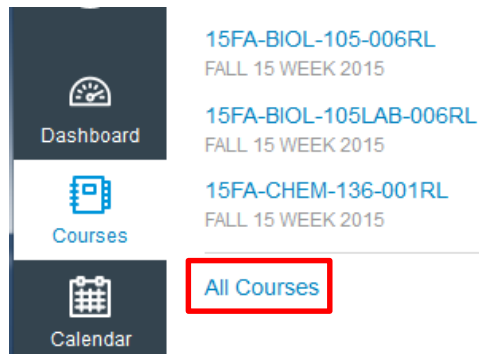 Dashboard
Courses
Calendar
15FA-BIOL-105-006RL
FALL 15 WEEK 2015
15FA-BIOL-105LAB-006RL
FALL 15 WEEK 2015
15FA-CHEM-136-001RL
FALL 15 WEEK 2015
All Courses